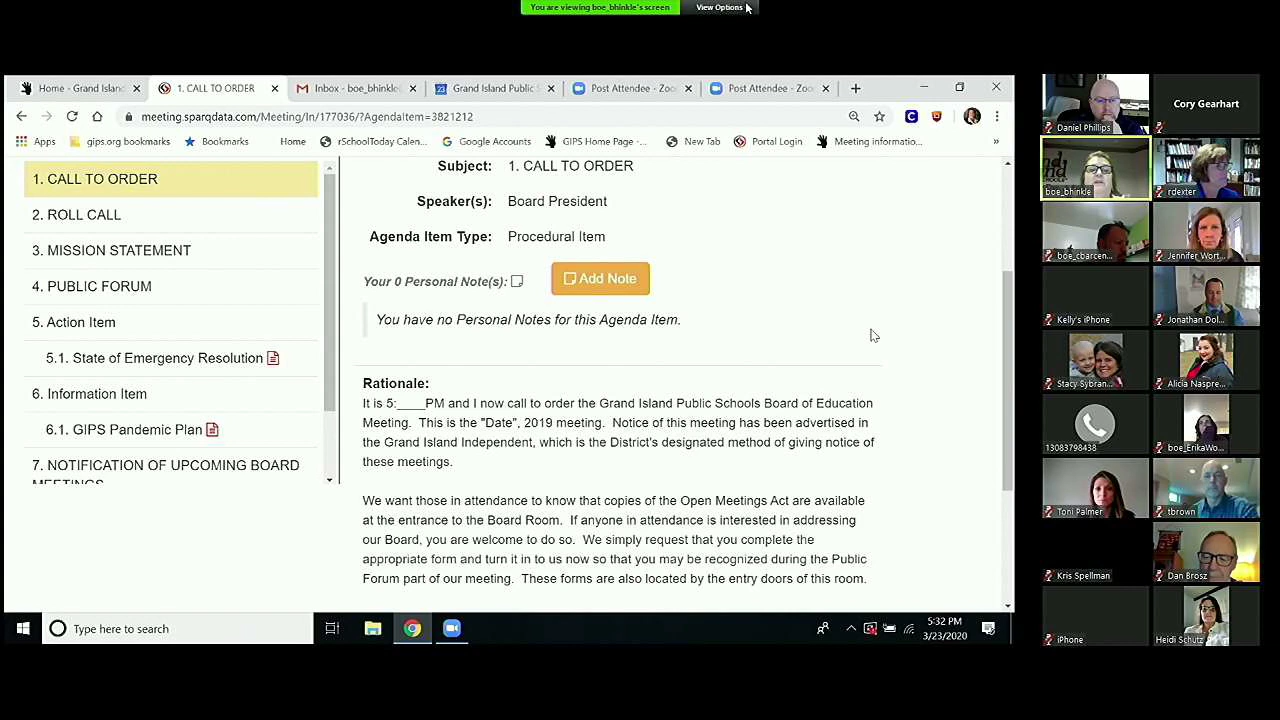 You are viewing boe_bhinkle's screen
View Options
Home - Grand Island
1. CALL TO ORDER
Inbox - boe_bhinkle
Grand Island Public S
Post Attendee - Zoo
Post Attendee - Zoo
meeting.sparqdata.com/Meeting/In/177036/?AgendaItem=3821212
Apps
gips.org bookmarks
Bookmarks
Home
rSchoolToday Calen...
Google Accounts
GIPS Home Page -...
New Tab
Portal Login
Meeting informatio...
1. CALL TO ORDER
2. ROLL CALL
3. MISSION STATEMENT
4. PUBLIC FORUM
5. Action Item
5.1. State of Emergency Resolution
6. Information Item
6.1. GIPS Pandemic Plan
7. NOTIFICATION OF UPCOMING BOARD
MEETINGS
Subject: 1. CALL TO ORDER
Speaker(s): Board President
Agenda Item Type: Procedural Item
Your 0 Personal Note(s):
Add Note
You have no Personal Notes for this Agenda Item.
Rationale:
It is 5:____PM and I now call to order the Grand Island Public Schools Board of Education
Meeting. This is the "Date", 2019 meeting. Notice of this meeting has been advertised in
the Grand Island Independent, which is the District's designated method of giving notice of
these meetings.
We want those in attendance to know that copies of the Open Meetings Act are available
at the entrance to the Board Room. If anyone in attendance is interested in addressing
our Board, you are welcome to do so. We simply request that you complete the
appropriate form and turn it in to us now so that you may be recognized during the Public
Forum part of our meeting. These forms are also located by the entry doors of this room.
Type here to search
5:32 PM
3/23/2020
Daniel Phillips
Cory Gearhart
boe_bhinkle
rdexter
boe_cbarcen...
Jennifer Wort...
Kelly's iPhone
Jonathan Dol...
Stacy Sybran...
Alicia Naspre...
13083798438
boe_ErikaWo...
Toni Palmer
tbrown
Kris Spellman
Dan Brosz
iPhone
Heidi Schutz